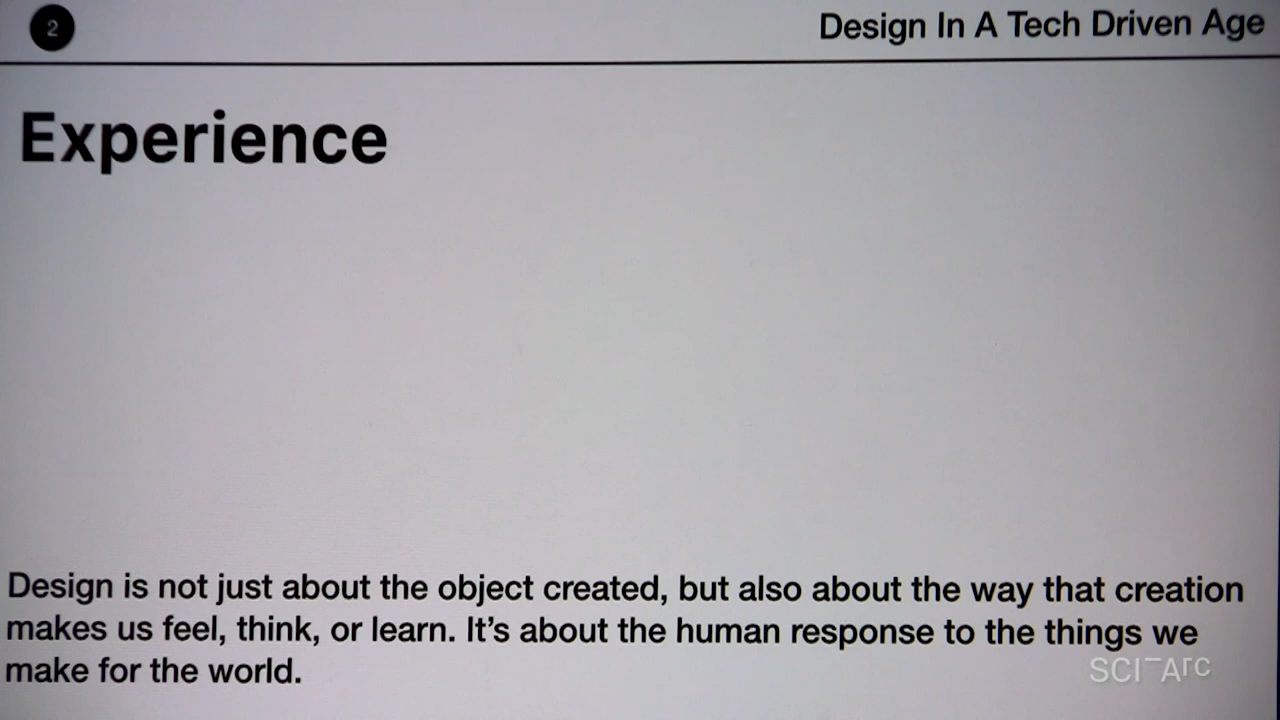 2
Design In A Tech Driven Age
Experience
Design is not just about the object created, but also about the way that creation
makes us feel, think, or learn. It's about the human response to the things we
make for the world.
SCI-Arc